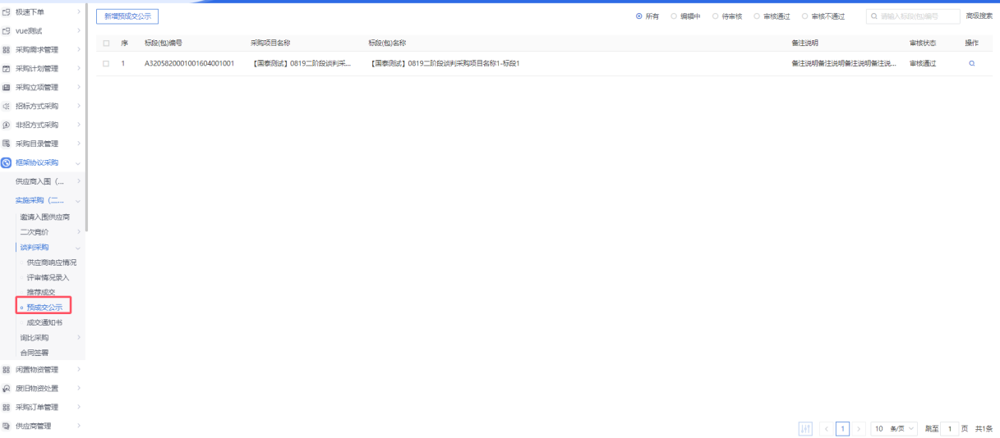 极速下单
vue测试
采购需求管理
采购计划管理
采购立项管理
招标方式采购
非招方式采购
采购目录管理
框架协议采购
供应商入围（...
实施采购（二...
邀请入围供应商
二次竞价
谈判采购
供应商响应情况
评审情况录入
推荐成交
预成交公示
成交通知书
询比采购
合同签署
闲置物资管理
废旧物资处置
采购订单管理
供应商管理
新增预成交公示
所有 编辑中 待审核 审核通过 审核不通过 请输入标段(包)编号 高级搜索
序 标段(包)编号 采购项目名称 标段(包)名称 备注说明 审核状态 操作
1 A3205820001001604001001 【国泰测试】0819二阶段谈判采... 【国泰测试】0819二阶段谈判采购项目名称1-标段1 备注说明备注说明备注说明备注说... 审核通过
1 10 条/页 跳至 1 页 共1条